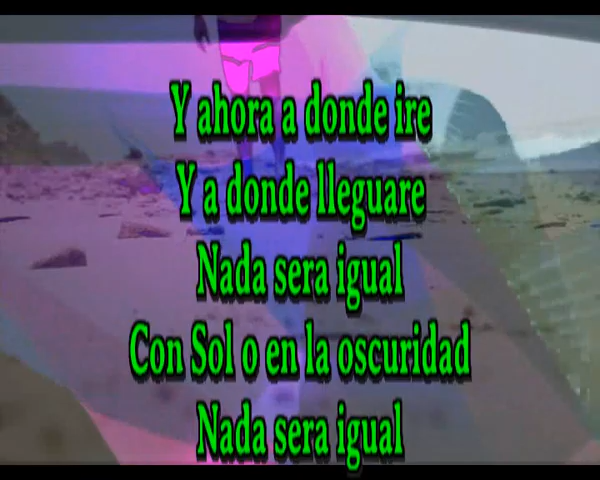 Y ahora a donde ire
Y a donde lleguare
Nada sera igual
Con Sol o en la oscuridad
Nada sera igual